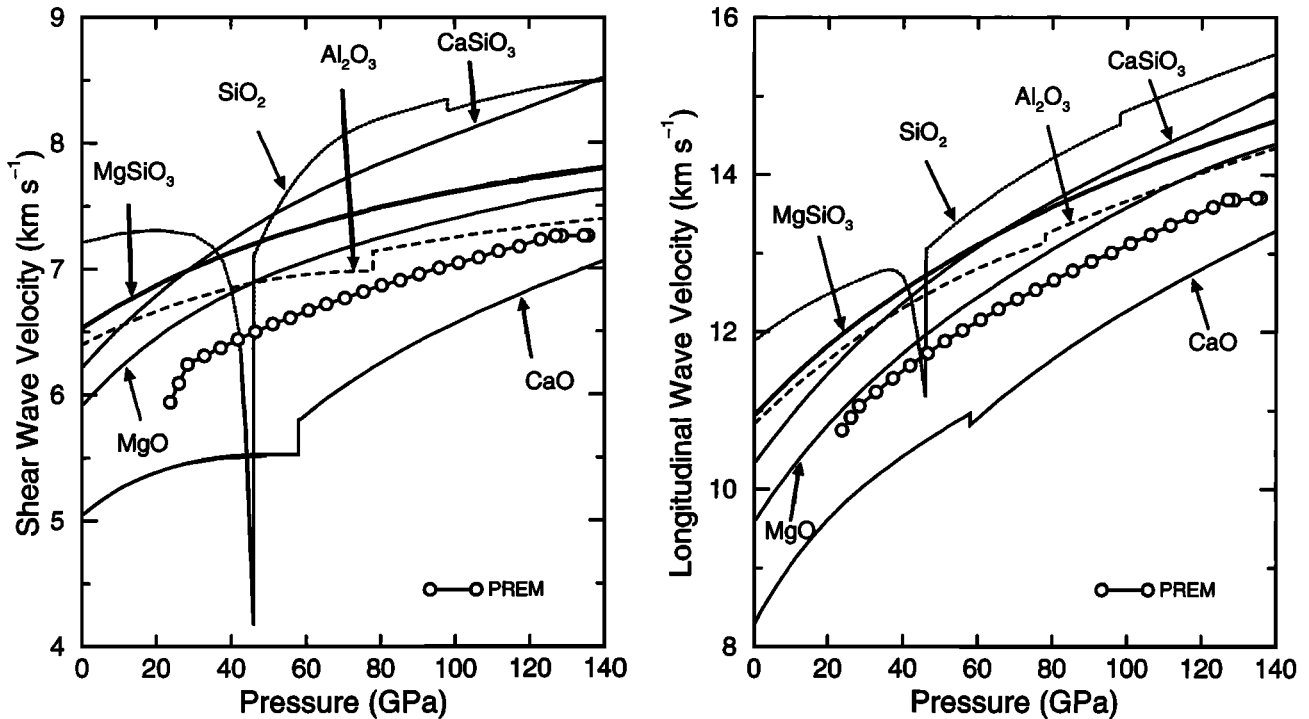 9
8
7
6
5
4
0
20
40
60
80
100
120
140
Shear Wave Velocity (km s⁻¹)
Pressure (GPa)
MgSiO₃
SiO₂
Al₂O₃
CaSiO₃
MgO
CaO
PREM
16
14
12
10
8
0
20
40
60
80
100
120
140
Longitudinal Wave Velocity (km s⁻¹)
Pressure (GPa)
CaSiO₃
Al₂O₃
SiO₂
MgSiO₃
CaO
MgO
PREM